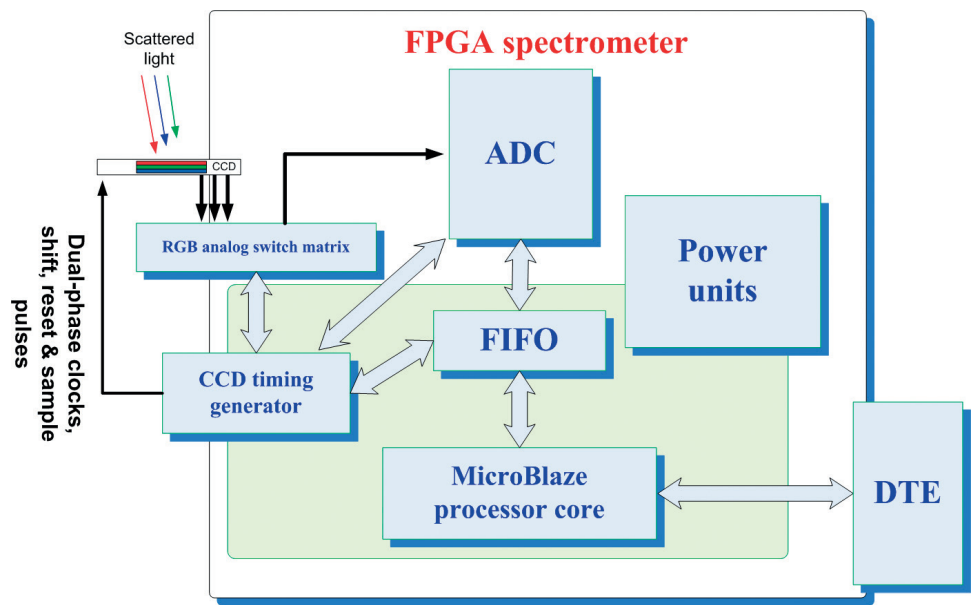 Scattered
light
FPGA spectrometer
CCD
ADC
RGB analog switch matrix
Power
units
Dual-phase clocks,
shift, reset & sample
pulses
FIFO
CCD timing
generator
MicroBlaze
processor core
DTE